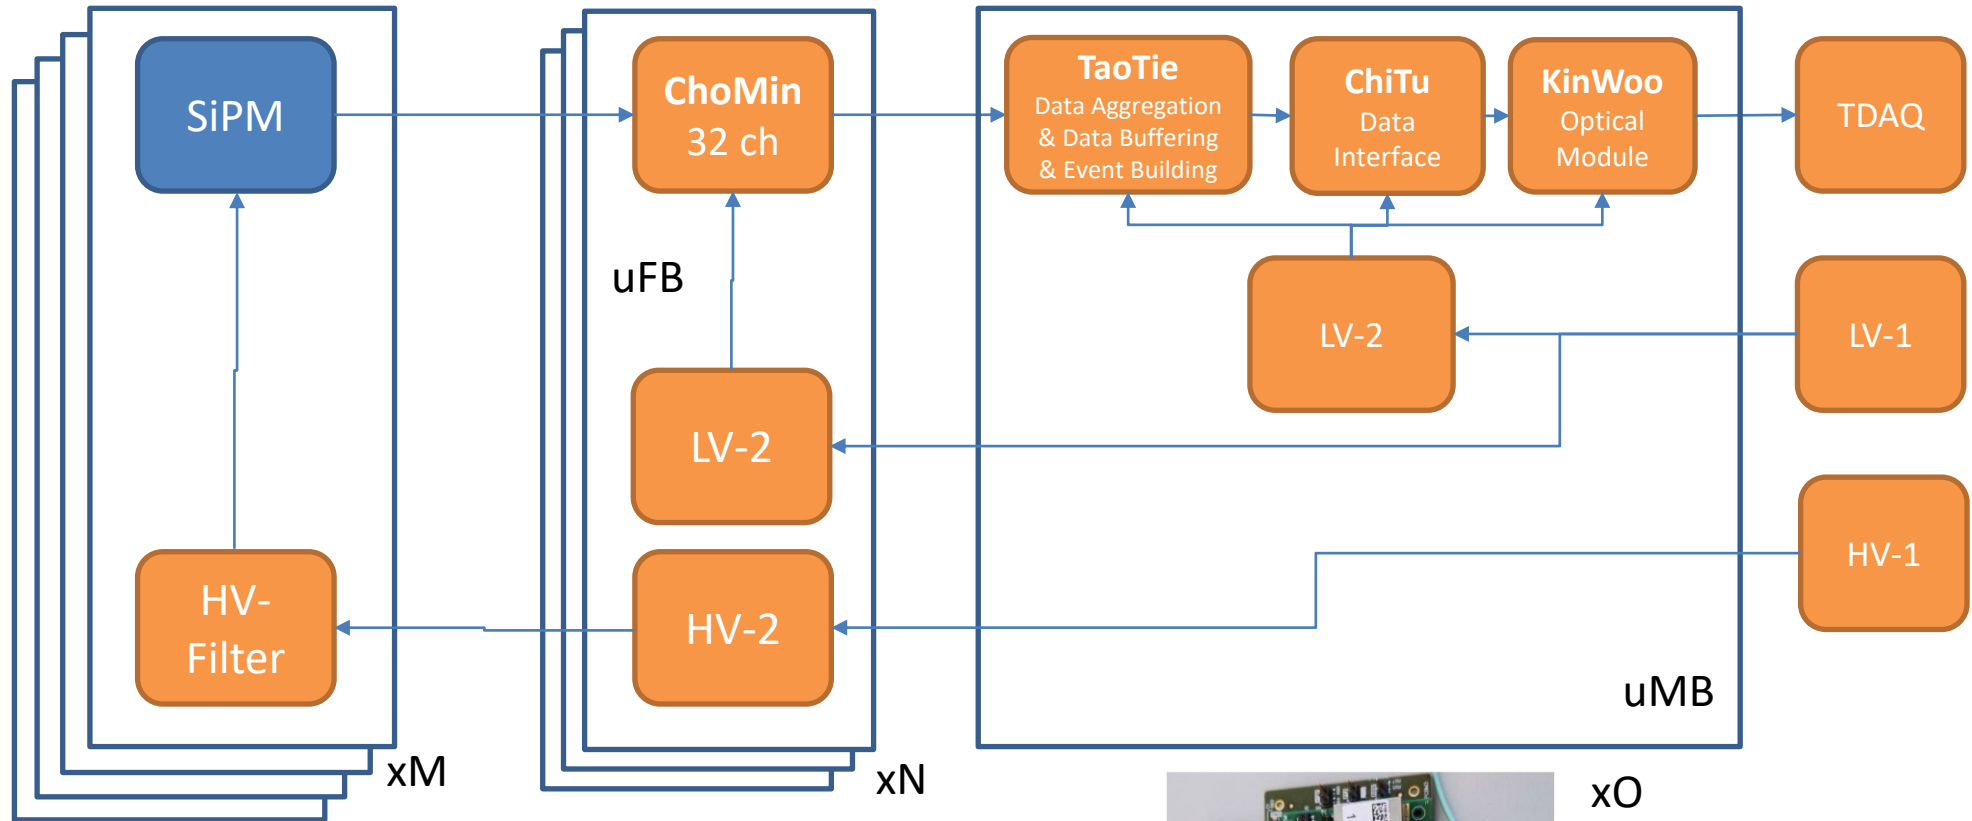 SiPM
HV-
Filter
xM
ChoMin
32 ch
uFB
LV-2
HV-2
xN
TaoTie
Data Aggregation
& Data Buffering
& Event Building
ChiTu
Data
Interface
KinWoo
Optical
Module
LV-2
uMB
xO
TDAQ
LV-1
HV-1
1